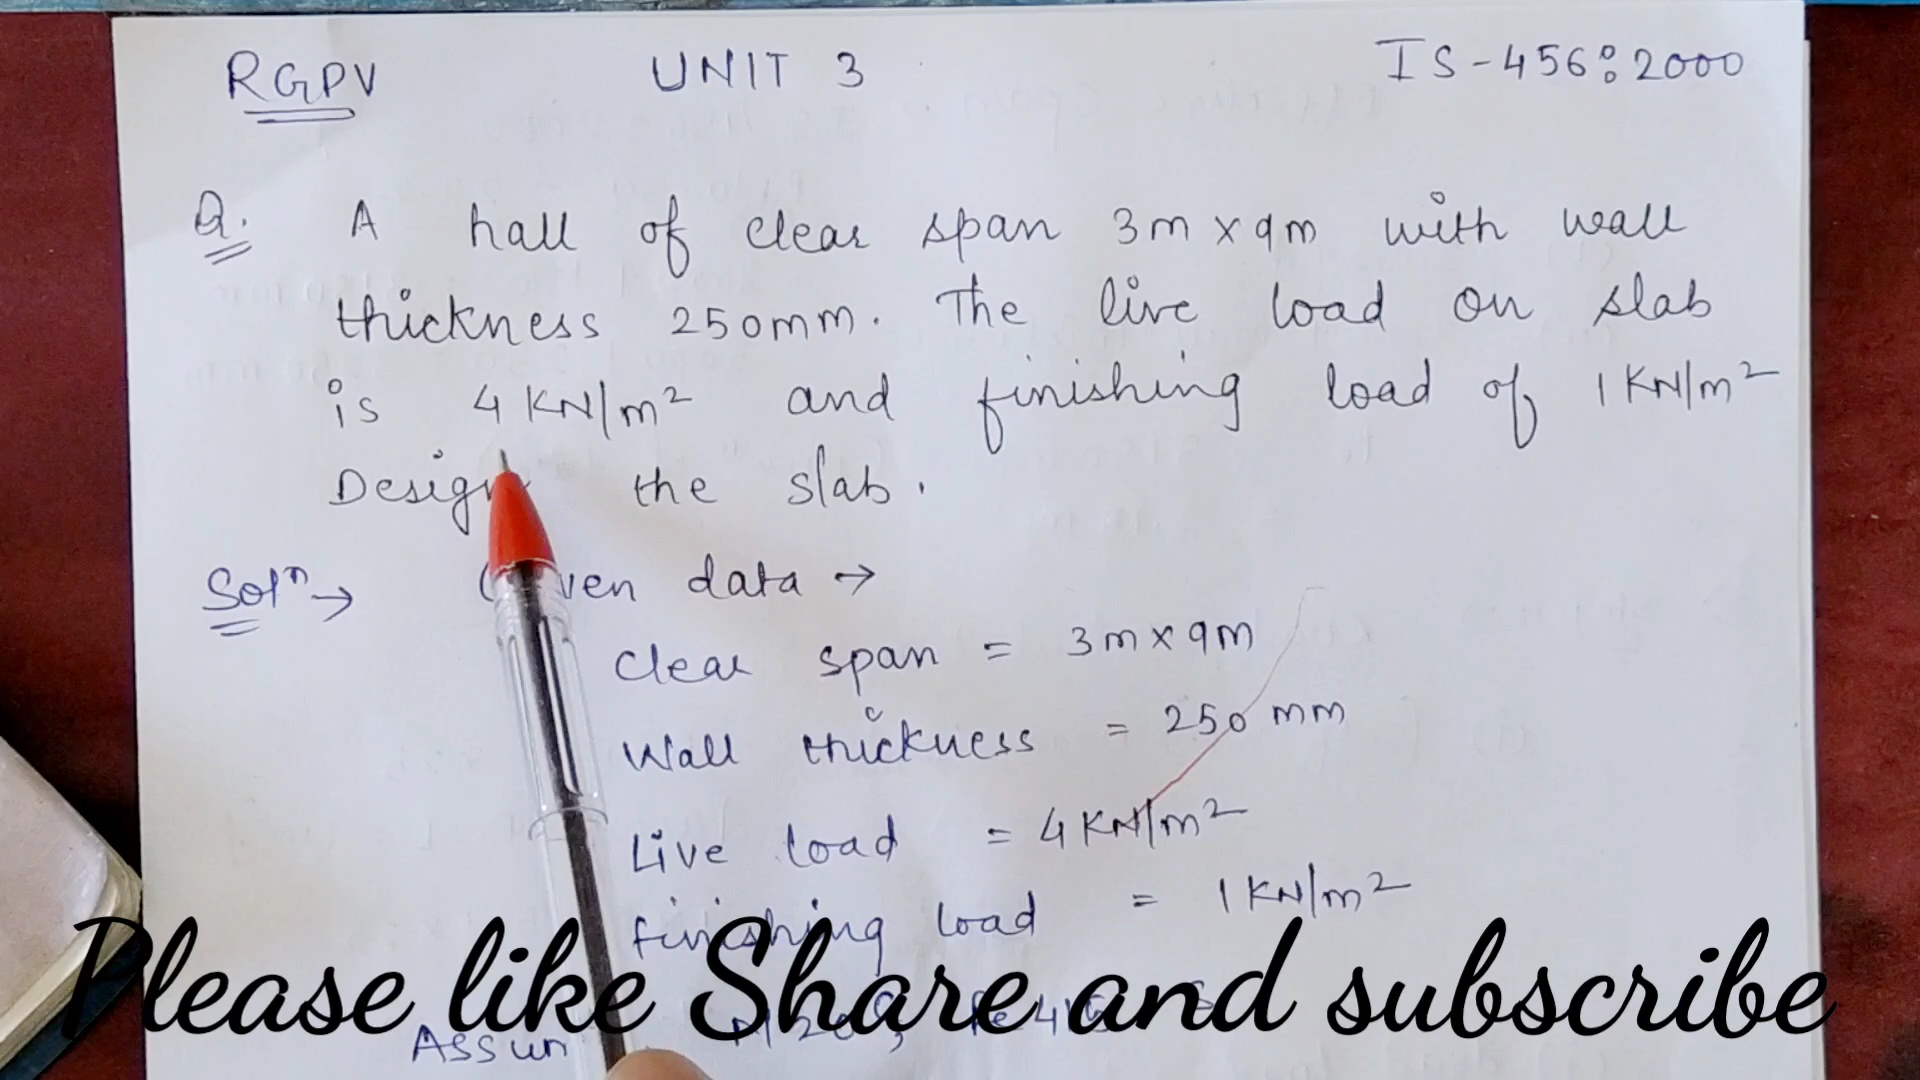 RGPV UNIT 3 IS-456:2000
Q. A hall of clear span 3m x 9m with wall
thickness 250mm. The live load on slab
is 4 KN/m² and finishing load of 1 KN/m²
Design the slab.
Solⁿ → Given data →
clear span = 3m x 9m
Wall thickness = 250 mm
Live load = 4 KN/m²
finishing load = 1 KN/m²
Please like Share and subscribe